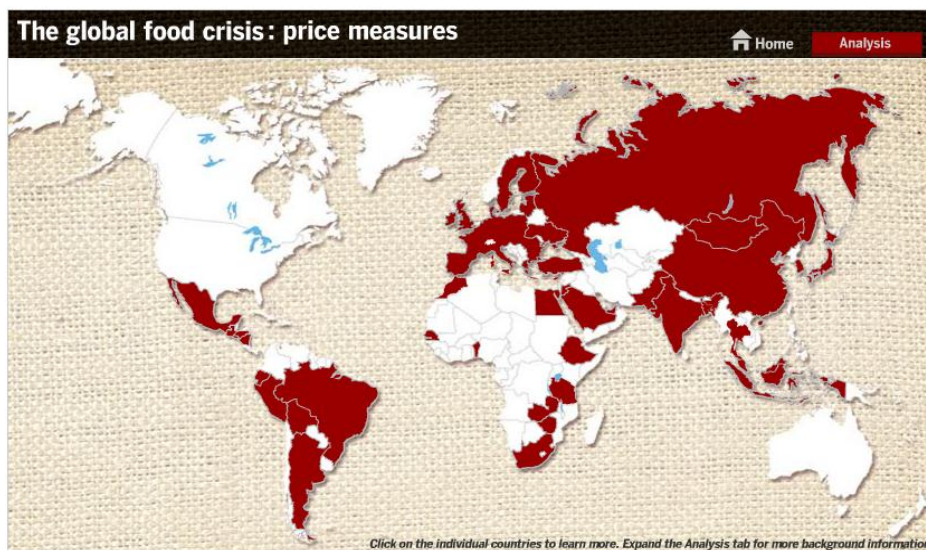 The global food crisis: price measures
Home
Analysis
Click on the individual countries to learn more. Expand the Analysis tab for more background information